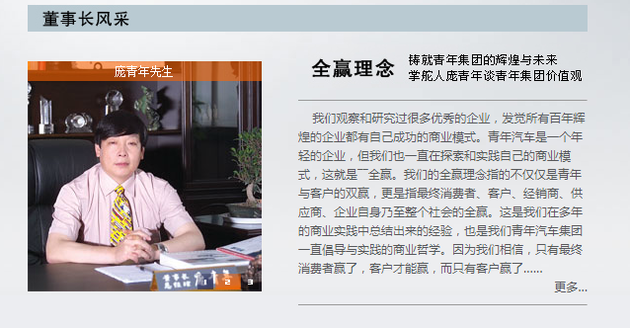 董事长风采
庞青年先生
全赢理念
铸就青年集团的辉煌与未来
掌舵人庞青年谈青年集团价值观
我们观察和研究过很多优秀的企业，发觉所有百年辉
煌的企业都有自己成功的商业模式。青年汽车是一个年
轻的企业，但我们也一直在探索和实践自己的商业模
式，这就是一全赢。我们的全赢理念指的不仅仅是青年
与客户的双赢，更是指最终消费者、客户、经销商、供
应商、企业自身乃至整个社会的全赢。这是我们在多年
的商业实践中总结出来的经验，也是我们青年汽车集团
一直倡导与实践的商业哲学。因为我们相信，只有最终
消费者赢了，客户才能赢，而只有客户赢了......
更多...
董事长
总经理
1 2 3